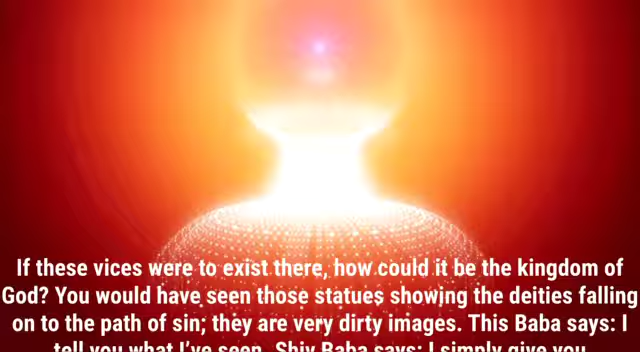 If these vices were to exist there, how could it be the kingdom of
God? You would have seen those statues showing the deities falling
on to the path of sin; they are very dirty images. This Baba says: I
tell you what I've seen. Shiv Baba says: I simply give you